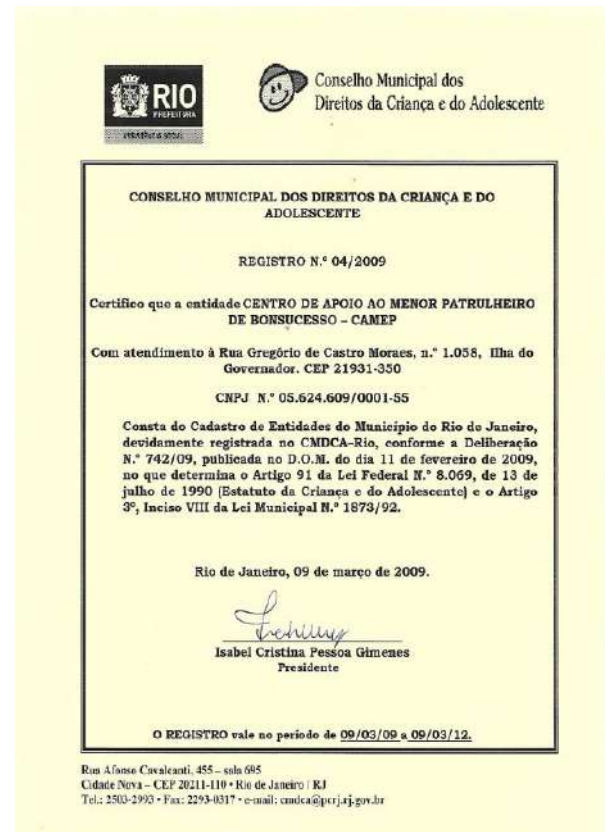 RIO
PREFEITURA
ASSISTÊNCIA SOCIAL
Conselho Municipal dos
Direitos da Criança e do Adolescente
CONSELHO MUNICIPAL DOS DIREITOS DA CRIANÇA E DO
ADOLESCENTE
REGISTRO N.º 04/2009
Certifico que a entidade CENTRO DE APOIO AO MENOR PATRULHEIRO
DE BONSUCESSO – CAMEP
Com atendimento à Rua Gregório de Castro Moraes, n.º 1.058, Ilha do
Governador. CEP 21931-350
CNPJ N.º 05.624.609/0001-55
Consta do Cadastro de Entidades do Município do Rio de Janeiro,
devidamente registrada no CMDCA-Rio, conforme a Deliberação
N.º 742/09, publicada no D.O.M. do dia 11 de fevereiro de 2009,
no que determina o Artigo 91 da Lei Federal N.º 8.069, de 13 de
julho de 1990 (Estatuto da Criança e do Adolescente) e o Artigo
3º, Inciso VIII da Lei Municipal N.º 1873/92.
Rio de Janeiro, 09 de março de 2009.
Isabel Cristina Pessoa Gimenes
Presidente
O REGISTRO vale no período de 09/03/09 a 09/03/12.
Rua Afonso Cavalcanti, 455 – sala 695
Cidade Nova – CEP 20211-110 • Rio de Janeiro / RJ
Tel.: 2503-2993 • Fax: 2293-0317 • e-mail: cmdca@pcrj.rj.gov.br